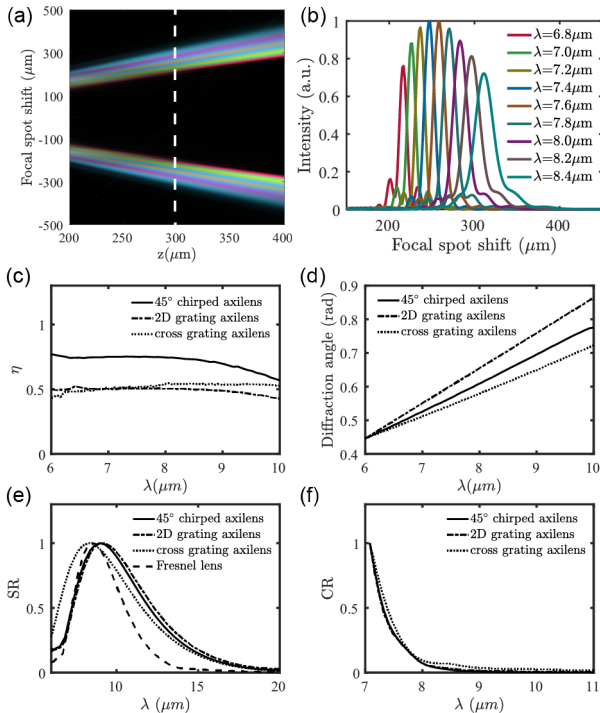 (a)
500
300
100
-100
-300
-500
Focal spot shift (μm)
200
300
400
z(μm)
(b)
1
0.8
0.6
0.4
0.2
0
Intensity (a.u.)
200
300
400
Focal spot shift (μm)
λ=6.8μm
λ=7.0μm
λ=7.2μm
λ=7.4μm
λ=7.6μm
λ=7.8μm
λ=8.0μm
λ=8.2μm
λ=8.4μm
(c)
45° chirped axilens
2D grating axilens
cross grating axilens
1
0.5
0
η
6
7
8
9
10
λ(μm)
(d)
45° chirped axilens
2D grating axilens
cross grating axilens
0.9
0.8
0.7
0.6
0.5
0.4
Diffraction angle (rad)
6
7
8
9
10
λ(μm)
(e)
45° chirped axilens
2D grating axilens
cross grating axilens
Fresnel lens
1
0.5
0
SR
10
15
20
λ (μm)
(f)
45° chirped axilens
2D grating axilens
cross grating axilens
1
0.5
0
CR
7
8
9
10
11
λ (μm)